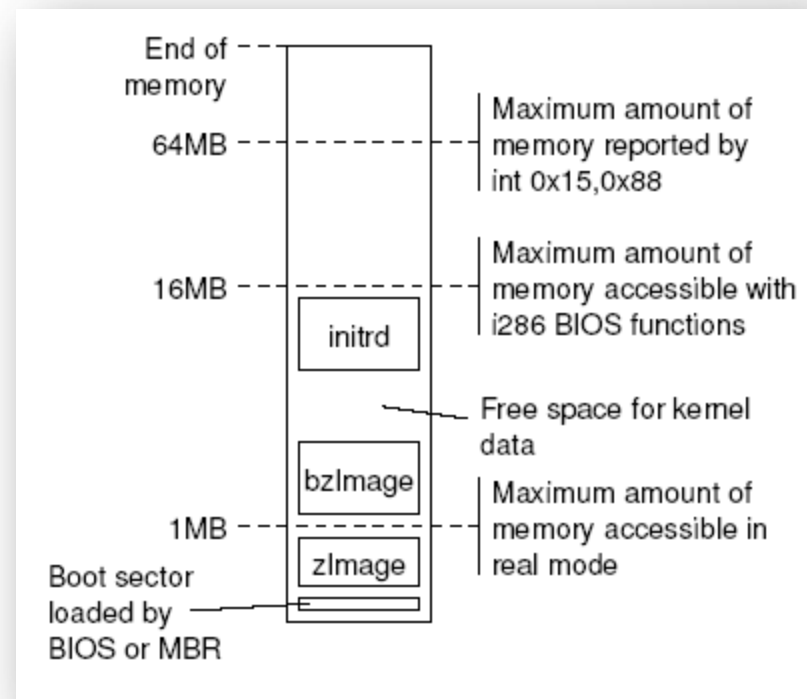 End of
memory
64MB
Maximum amount of
memory reported by
int 0x15,0x88
16MB
Maximum amount of
memory accessible with
i286 BIOS functions
initrd
Free space for kernel
data
bzImage
1MB
Maximum amount of
memory accessible in
real mode
zImage
Boot sector
loaded by
BIOS or MBR